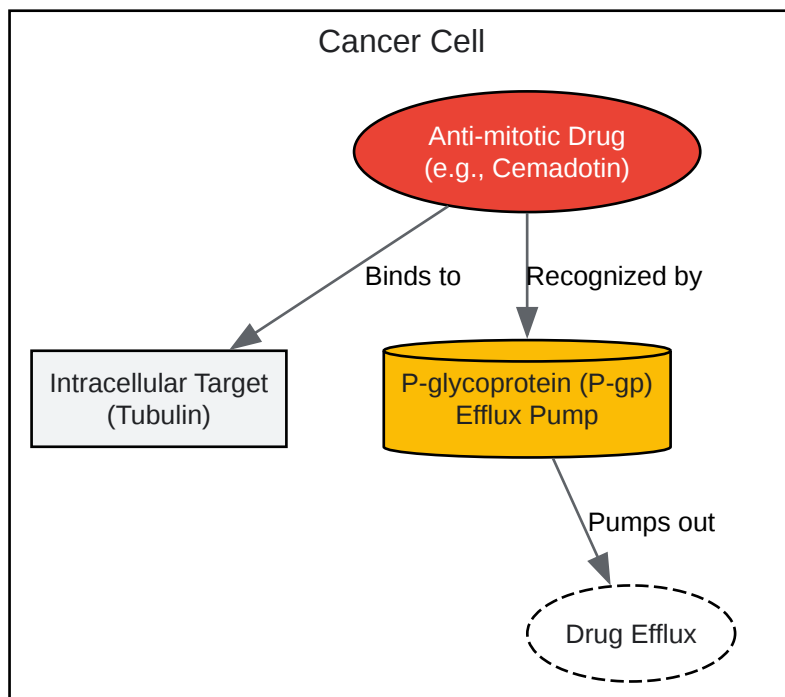 Cancer Cell
Anti-mitotic Drug
(e.g., Cemadotin)
Binds to
Recognized by
Intracellular Target
(Tubulin)
P-glycoprotein (P-gp)
Efflux Pump
Pumps out
Drug Efflux